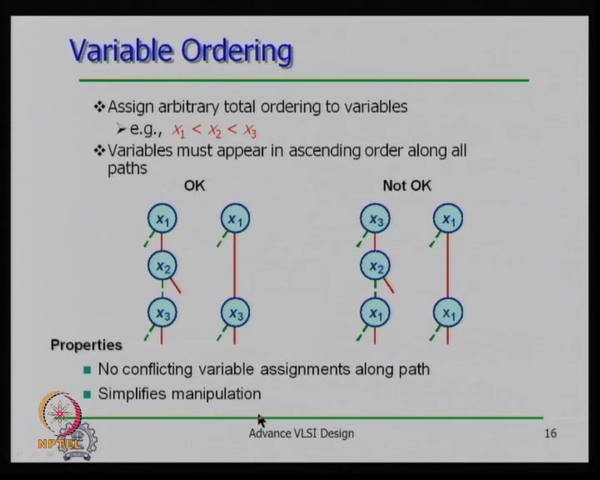 Variable Ordering
❖Assign arbitrary total ordering to variables
➢e.g., x₁ < x₂ < x₃
❖Variables must appear in ascending order along all
paths
OK
Not OK
x₁ x₁ x₃ x₁
x₂ x₂
x₃ x₃ x₁ x₁
Properties
■ No conflicting variable assignments along path
■ Simplifies manipulation
NPTEL
Advance VLSI Design
16